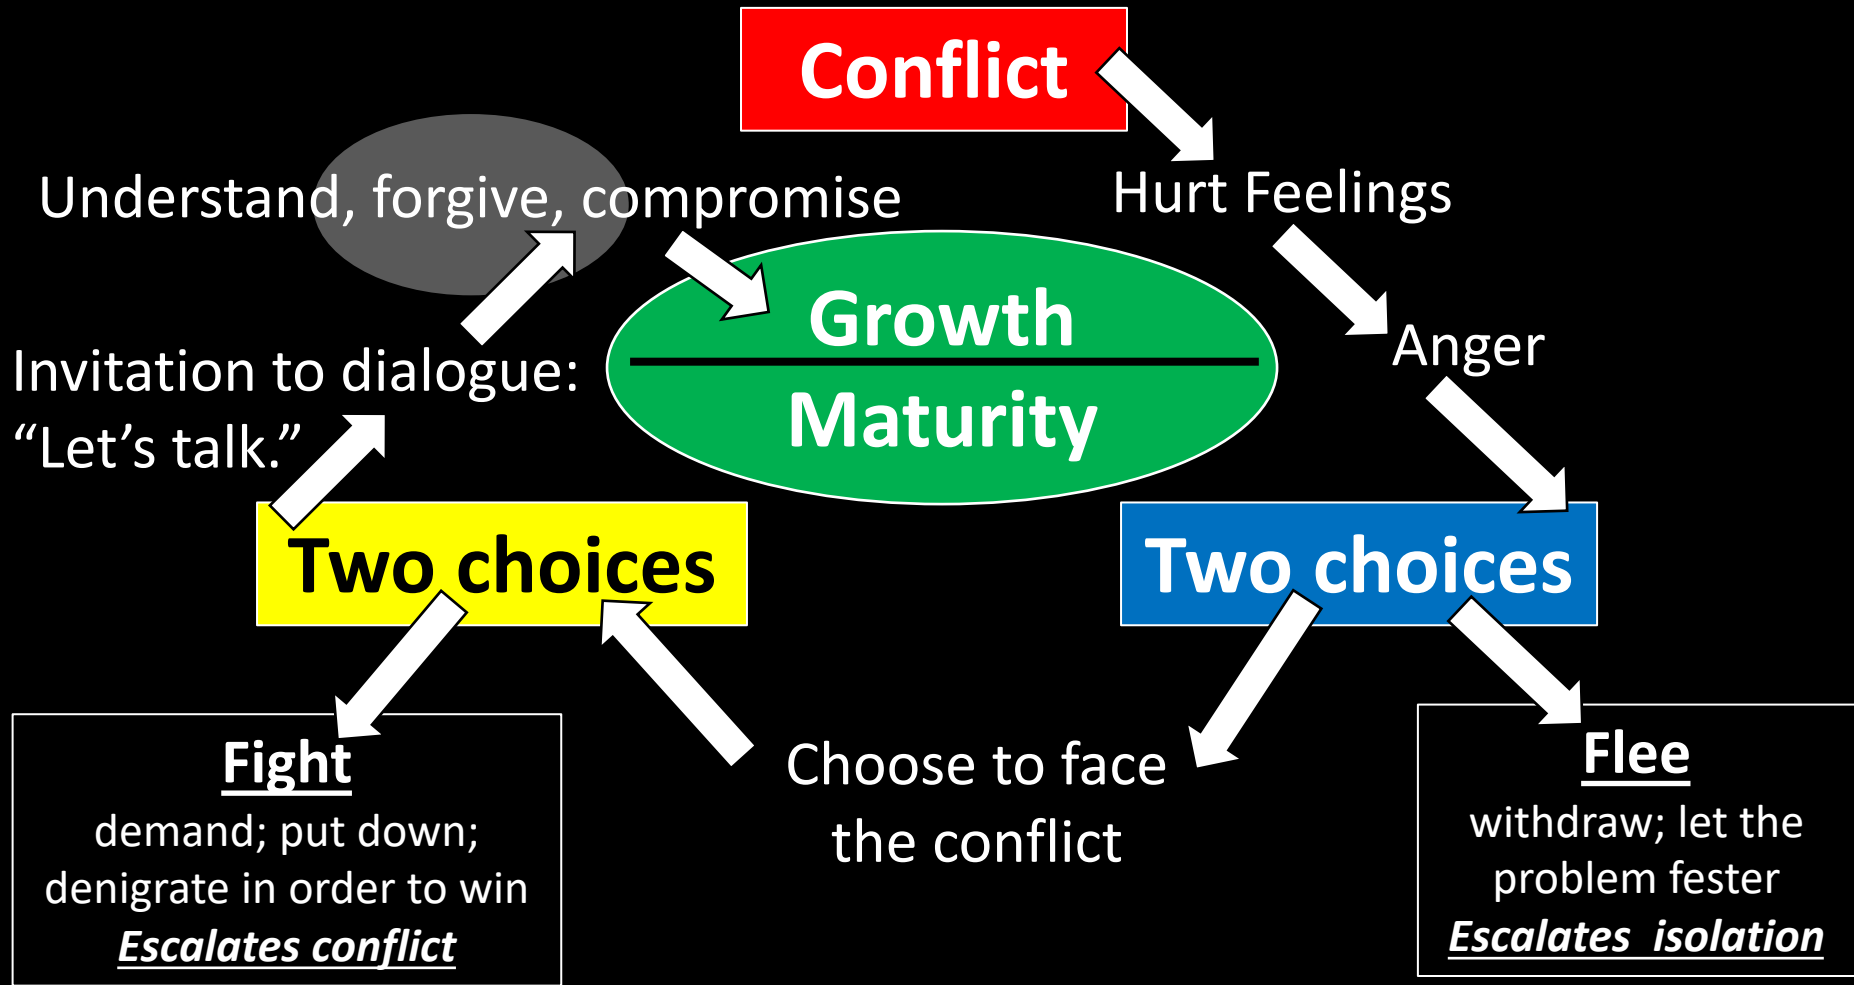 Conflict
Understand, forgive, compromise
Hurt Feelings
Growth
Maturity
Anger
Invitation to dialogue:
“Let’s talk.”
Two choices
Two choices
Fight
demand; put down;
denigrate in order to win
Escalates conflict
Choose to face
the conflict
Flee
withdraw; let the
problem fester
Escalates isolation